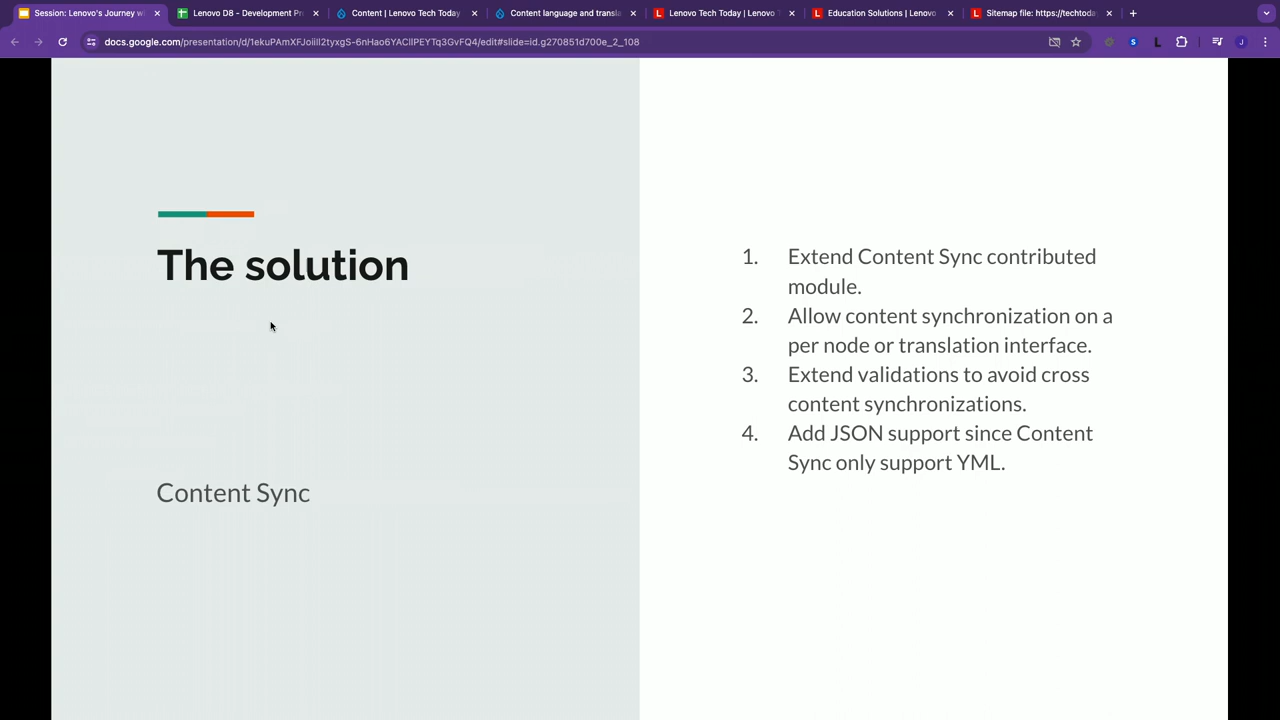 Session: Lenovo's Journey wi
Lenovo D8 - Development Pr
Content | Lenovo Tech Today
Content language and transla
Lenovo Tech Today | Lenovo T
Education Solutions | Lenovo
Sitemap file: https://techtoda
docs.google.com/presentation/d/1ekuPAmXFJoiill2tyxgS-6nHao6YACllPEYTq3GvFQ4/edit#slide=id.g270851d700e_2_108
The solution
Content Sync
1. Extend Content Sync contributed
module.
2. Allow content synchronization on a
per node or translation interface.
3. Extend validations to avoid cross
content synchronizations.
4. Add JSON support since Content
Sync only support YML.